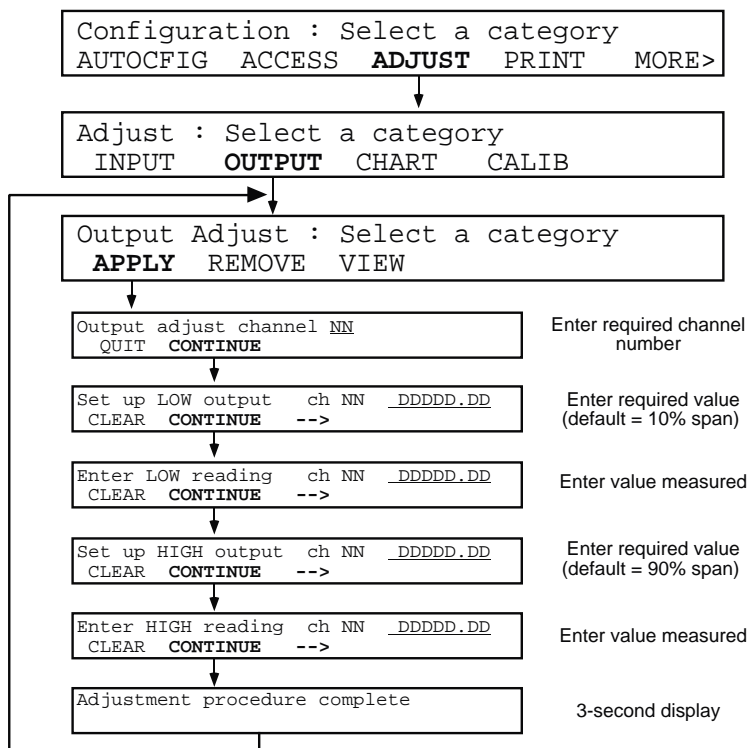 Configuration : Select a category
AUTOCFIG ACCESS ADJUST PRINT MORE>
Adjust : Select a category
INPUT OUTPUT CHART CALIB
Output Adjust : Select a category
APPLY REMOVE VIEW
Output adjust channel NN
QUIT CONTINUE
Enter required channel
number
Set up LOW output ch NN DDDDD.DD
CLEAR CONTINUE -->
Enter required value
(default = 10% span)
Enter LOW reading ch NN DDDDD.DD
CLEAR CONTINUE -->
Enter value measured
Set up HIGH output ch NN DDDDD.DD
CLEAR CONTINUE -->
Enter required value
(default = 90% span)
Enter HIGH reading ch NN DDDDD.DD
CLEAR CONTINUE -->
Enter value measured
Adjustment procedure complete
3-second display